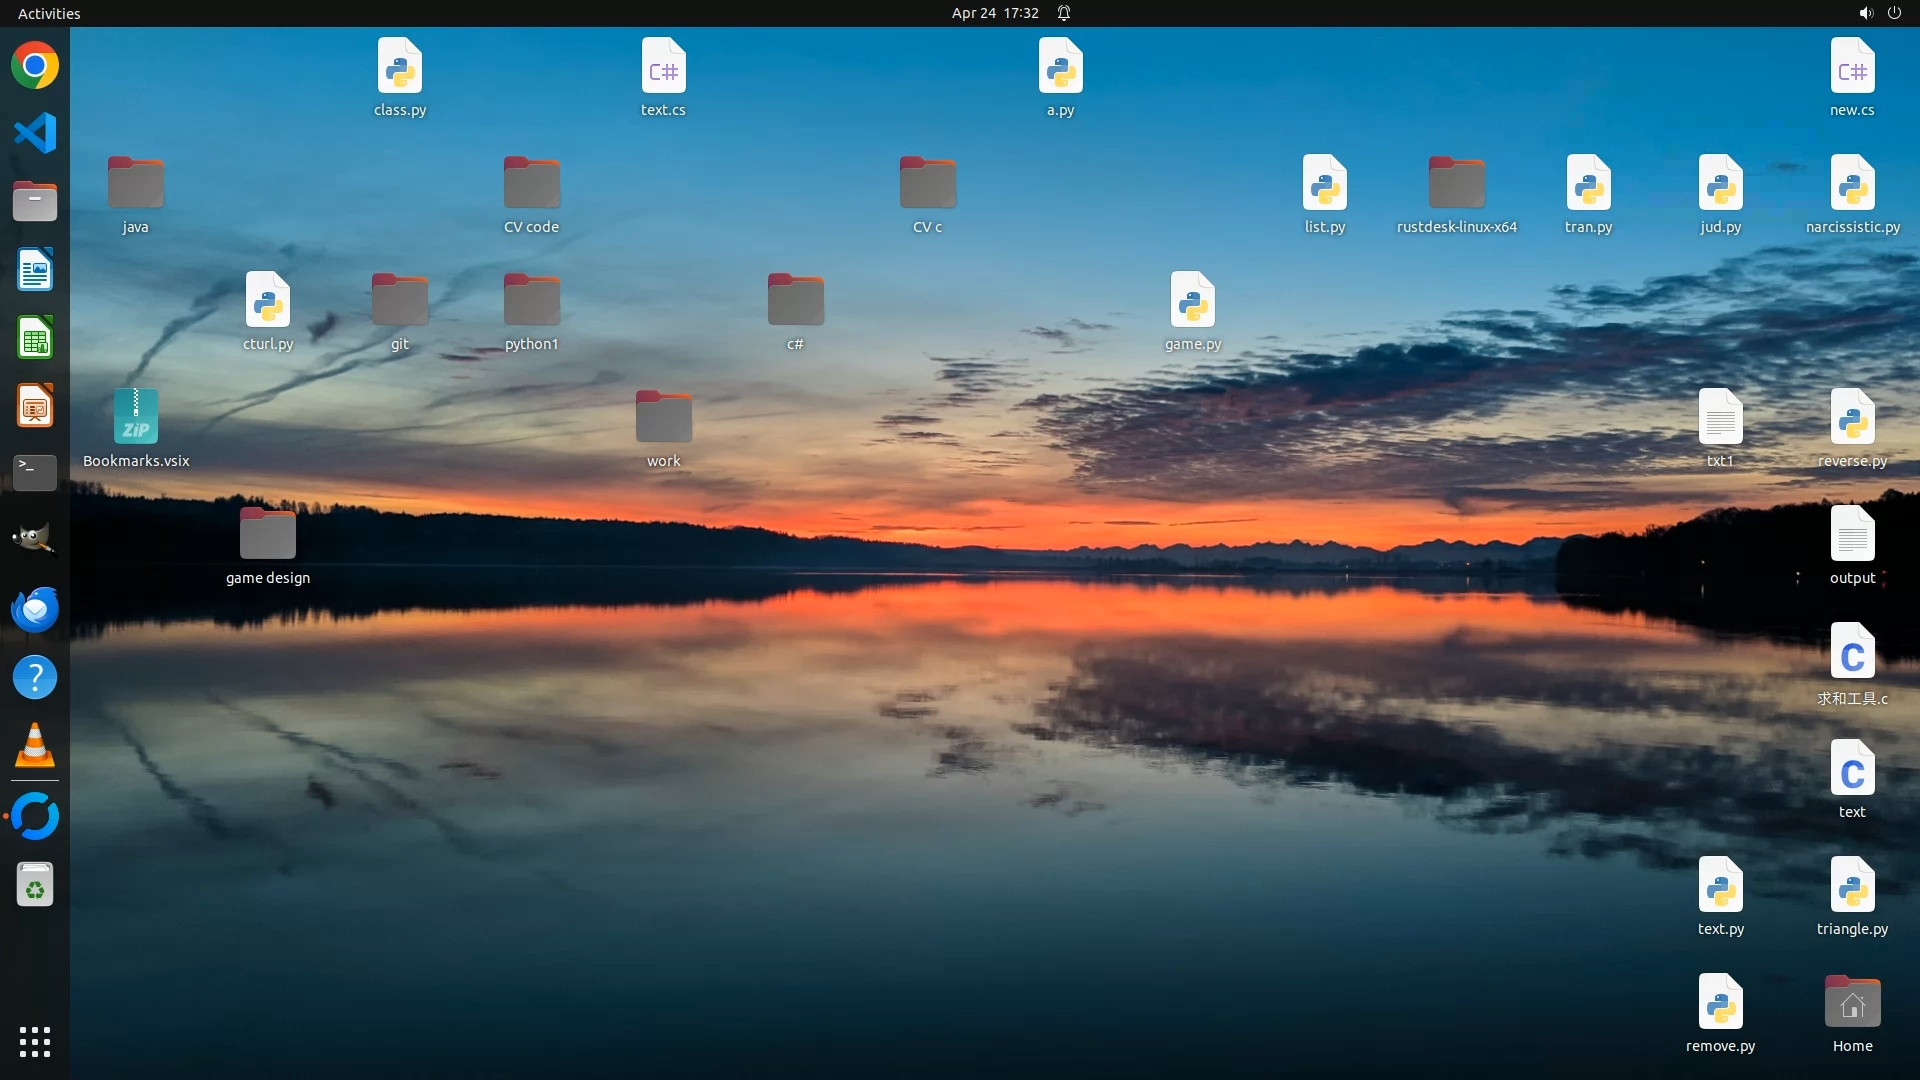 Activities
Apr 24 17:32
class.py
text.cs
a.py
new.cs
java
CV code
CV c
list.py
rustdesk-linux-x64
tran.py
jud.py
narcissistic.py
cturl.py
git
python1
c#
game.py
Bookmarks.vsix
work
txt1
reverse.py
game design
output
求和工具.c
text
text.py
triangle.py
remove.py
Home
C#
C#
ZIP
>_
?
C
C